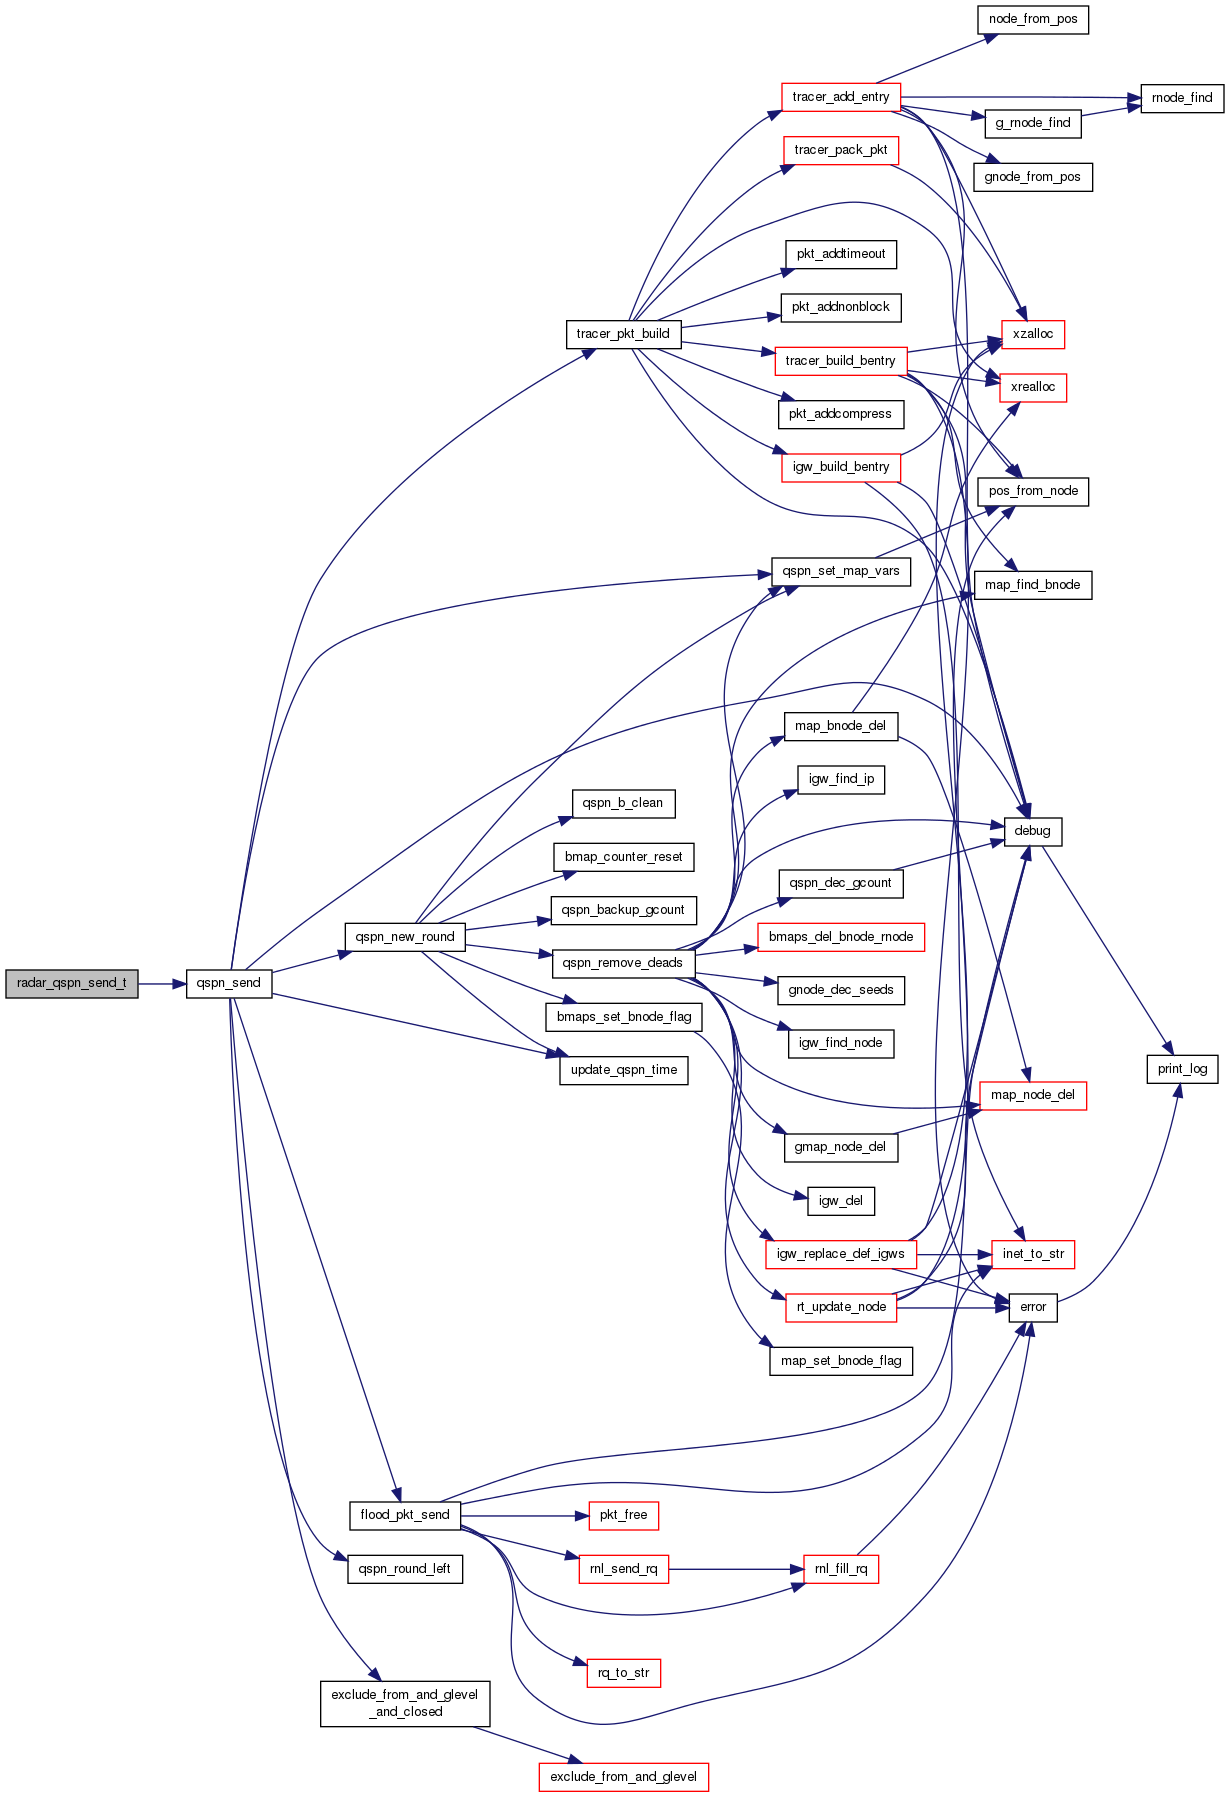 node_from_pos
tracer_add_entry
rnode_find
g_rnode_find
tracer_pack_pkt
gnode_from_pos
pkt_addtimeout
pkt_addnonblock
tracer_pkt_build
xzalloc
tracer_build_bentry
xrealloc
pkt_addcompress
igw_build_bentry
pos_from_node
qspn_set_map_vars
map_find_bnode
map_bnode_del
igw_find_ip
qspn_b_clean
debug
bmap_counter_reset
qspn_dec_gcount
qspn_backup_gcount
qspn_new_round
bmaps_del_bnode_rnode
qspn_remove_deads
radar_qspn_send_t
qspn_send
gnode_dec_seeds
bmaps_set_bnode_flag
igw_find_node
update_qspn_time
print_log
map_node_del
gmap_node_del
igw_del
igw_replace_def_igws
inet_to_str
rt_update_node
error
map_set_bnode_flag
flood_pkt_send
pkt_free
qspn_round_left
rnl_send_rq
rnl_fill_rq
rq_to_str
exclude_from_and_glevel
_and_closed
exclude_from_and_glevel